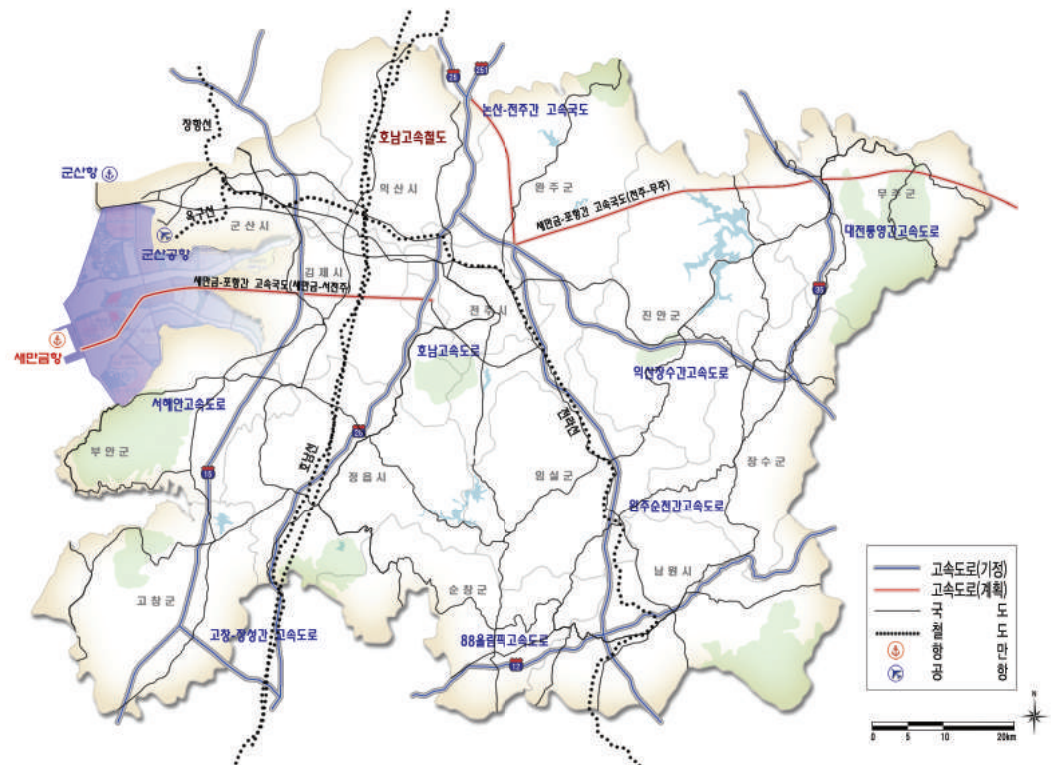 25
251
논산-전주간 고속국도
장항선
호남고속철도
군산항
익산시
완주군
무주군
새만금-포항간 고속국도(전주-무주)
옥구선
군산시
대전통영간고속도로
군산공항
김제시
새만금-포항간 고속국도(새만금-서전주)
35
전주시
진안군
새만금항
호남고속도로
익산장수간고속도로
서해안고속도로
전라선
25
부안군
호남선
15
정읍시
임실군
장수군
완주순천간고속도로
남원시
고창군
순창군
고창-장성간 고속도로
88올림픽고속도로
12
고속도로(기정)
고속도로(계획)
국 도
철 도
항 만
공 항
N
0 5 10 20km